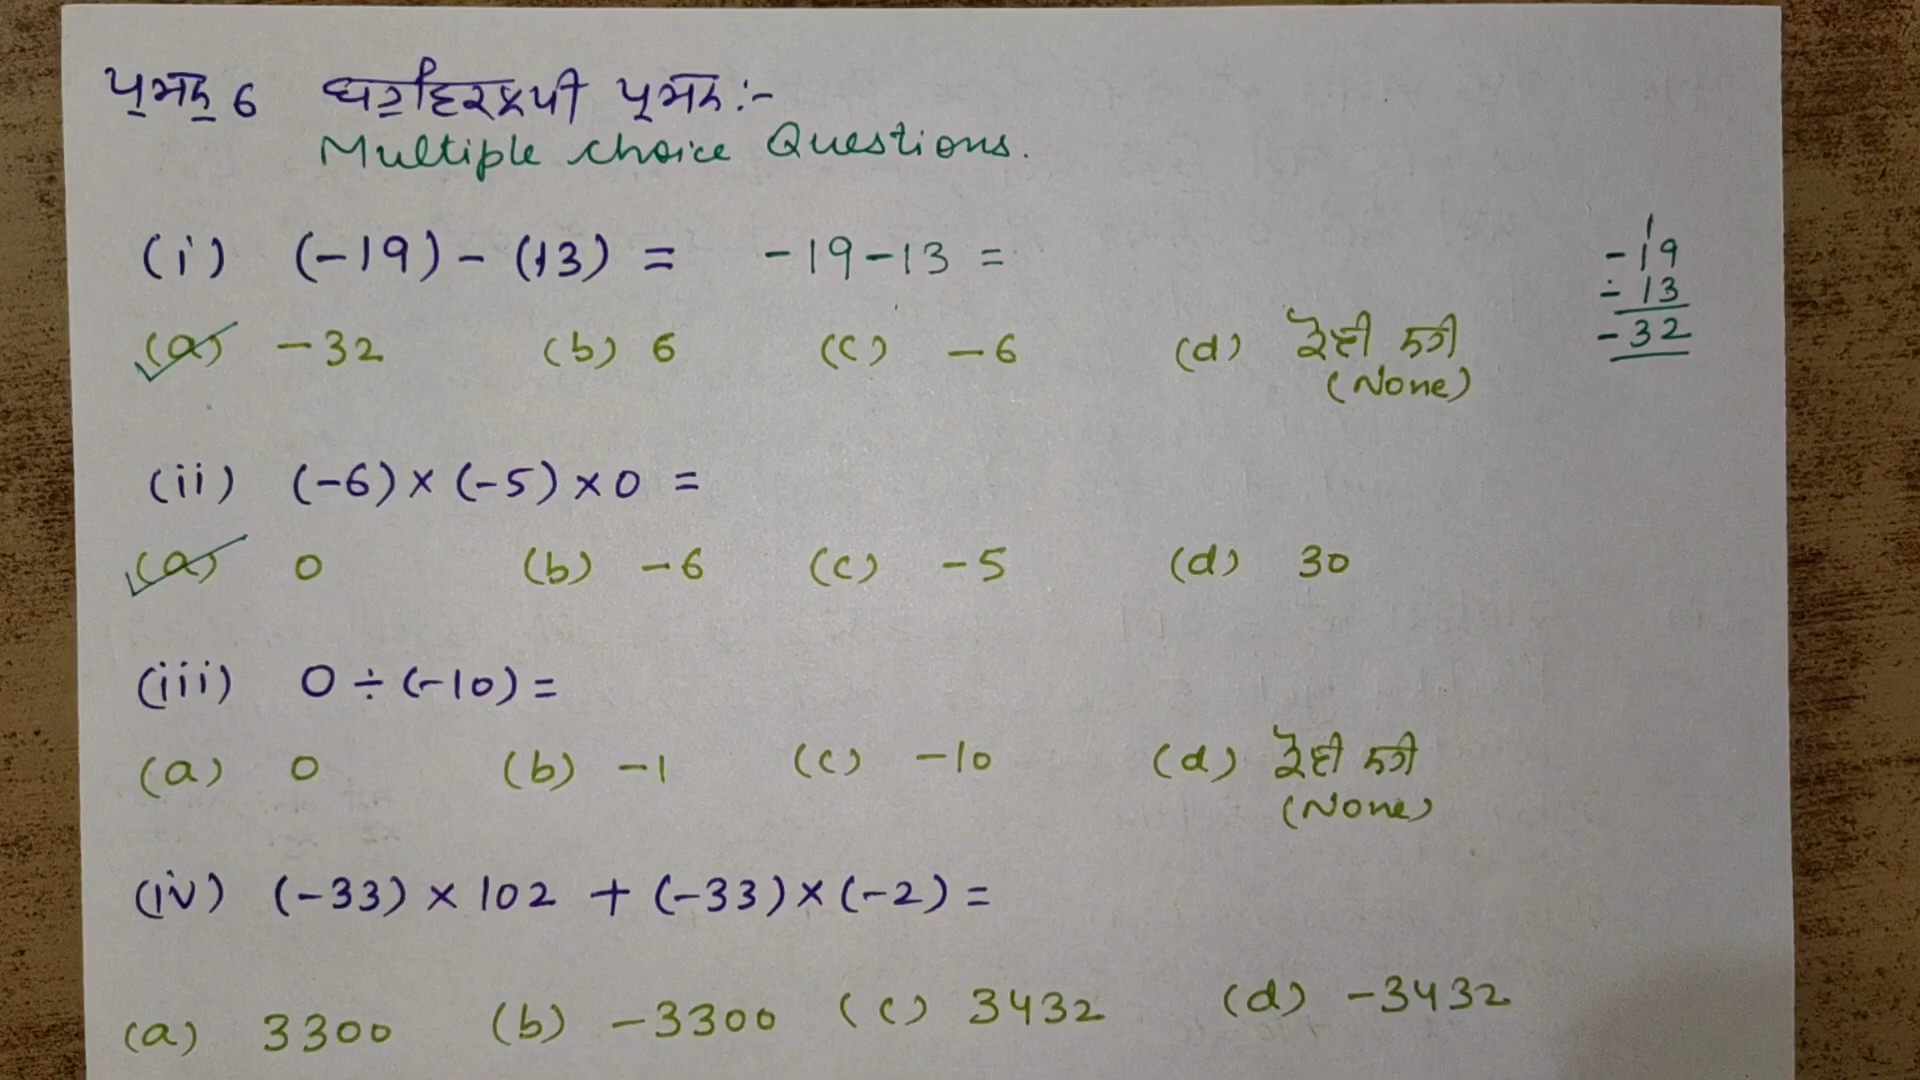 ਪ੍ਰਸ਼ਨ 6 ਬਹੁਵਿਕਲਪੀ ਪ੍ਰਸ਼ਨ :-
Multiple choice Questions.
(i) (-19) - (13) = -19-13 =
(a) -32 (b) 6 (c) -6 (d) ਕੋਈ ਨਹੀਂ
(None)
1
-19
- 13
-32
(ii) (-6) × (-5) × 0 =
(a) 0 (b) -6 (c) -5 (d) 30
(iii) 0 ÷ (-10) =
(a) 0 (b) -1 (c) -10 (d) ਕੋਈ ਨਹੀਂ
(None)
(iv) (-33) × 102 + (-33) × (-2) =
(a) 3300 (b) -3300 (c) 3432 (d) -3432